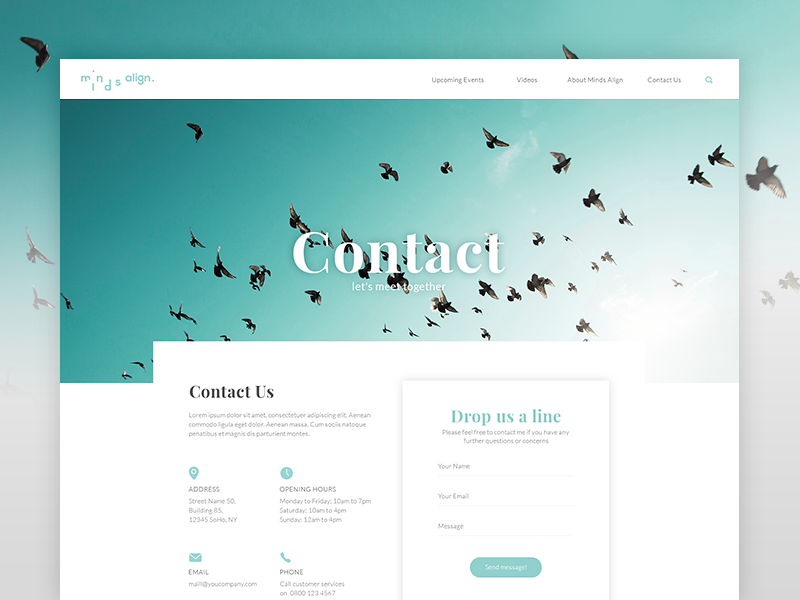 minds align.
Upcoming Events
Videos
About Minds Align
Contact Us
Contact
let's meet together
Contact Us
Lorem ipsum dolor sit amet, consectetuer adipiscing elit. Aenean
commodo ligula eget dolor. Aenean massa. Cum sociis natoque
penatibus et magnis dis parturient montes.
ADDRESS
Street Name 50,
Building 85,
12345 SoHo, NY
OPENING HOURS
Monday to Friday: 10am to 7pm
Saturday: 10am to 4pm
Sunday: 12am to 4pm
EMAIL
maill@youcompany.com
PHONE
Call customer services
on 0800 123 4567
Drop us a line
Please feel free to contact me if you have any
further questions or concerns
Your Name
Your Email
Message
Send message!